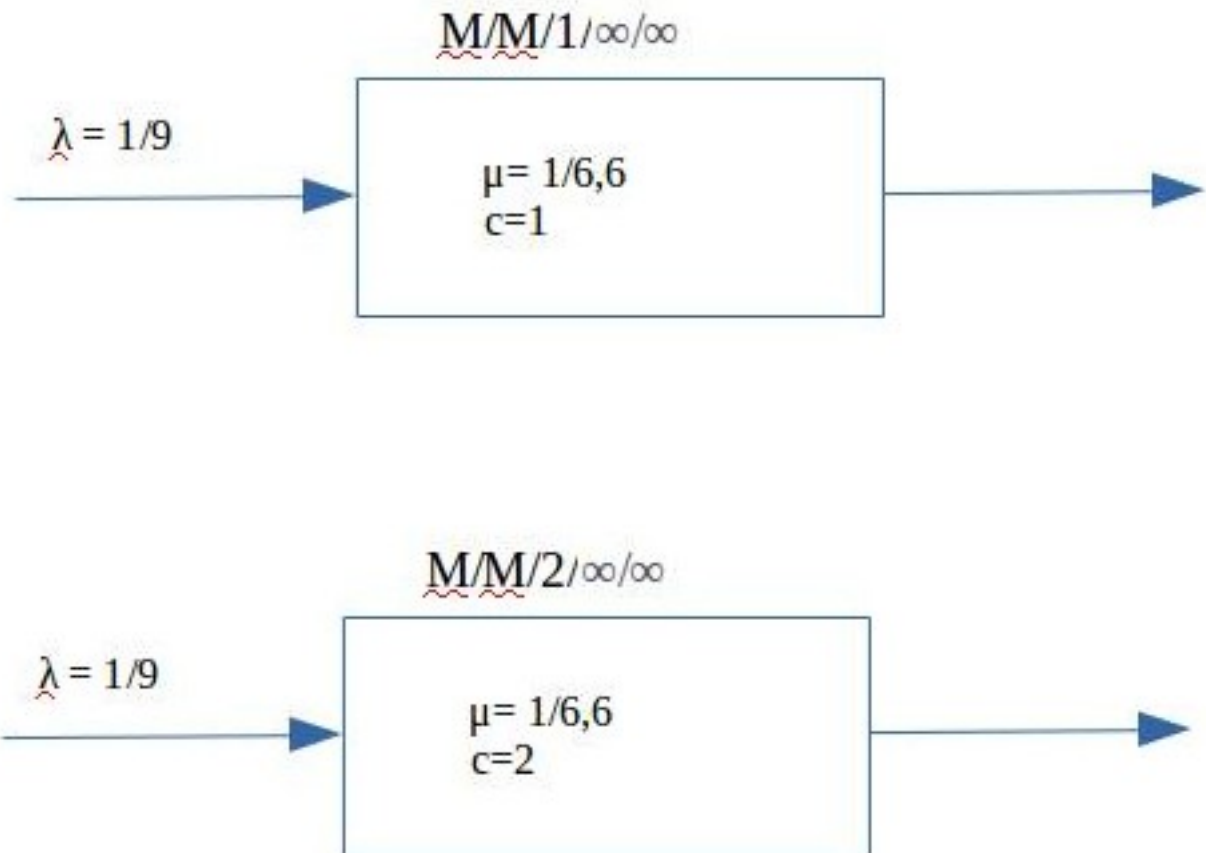 M/M/1/∞/∞
λ = 1/9
μ= 1/6,6
c=1
M/M/2/∞/∞
λ = 1/9
μ= 1/6,6
c=2